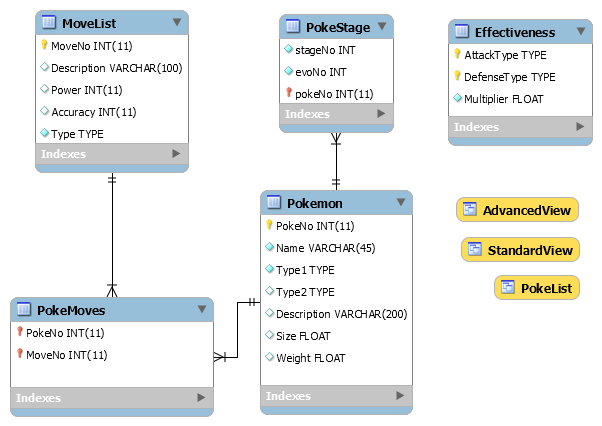 MoveList
MoveNo INT(11)
Description VARCHAR(100)
Power INT(11)
Accuracy INT(11)
Type TYPE
Indexes
PokeStage
stageNo INT
evoNo INT
pokeNo INT(11)
Indexes
Effectiveness
AttackType TYPE
DefenseType TYPE
Multiplier FLOAT
Indexes
Pokemon
PokeNo INT(11)
Name VARCHAR(45)
Type1 TYPE
Type2 TYPE
Description VARCHAR(200)
Size FLOAT
Weight FLOAT
Indexes
AdvancedView
StandardView
PokeList
PokeMoves
PokeNo INT(11)
MoveNo INT(11)
Indexes